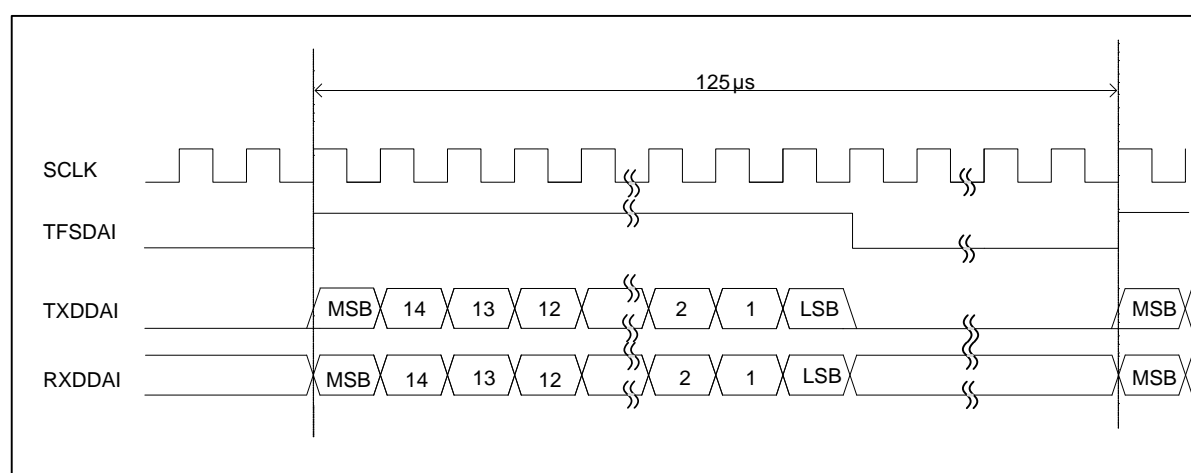 125µs
SCLK
TFSDAI
TXDDAI MSB 14 13 12 2 1 LSB MSB
RXDDAI MSB 14 13 12 2 1 LSB MSB